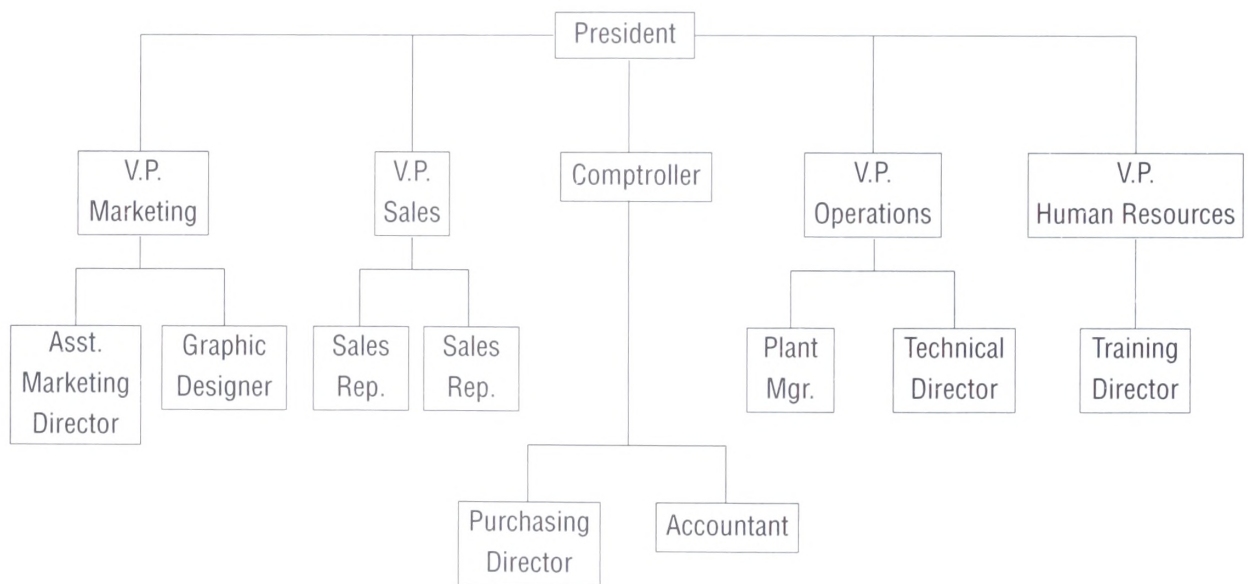 President
V.P.
Marketing
V.P.
Sales
Comptroller
V.P.
Operations
V.P.
Human Resources
Asst.
Marketing
Director
Graphic
Designer
Sales
Rep.
Sales
Rep.
Plant
Mgr.
Technical
Director
Training
Director
Purchasing
Director
Accountant